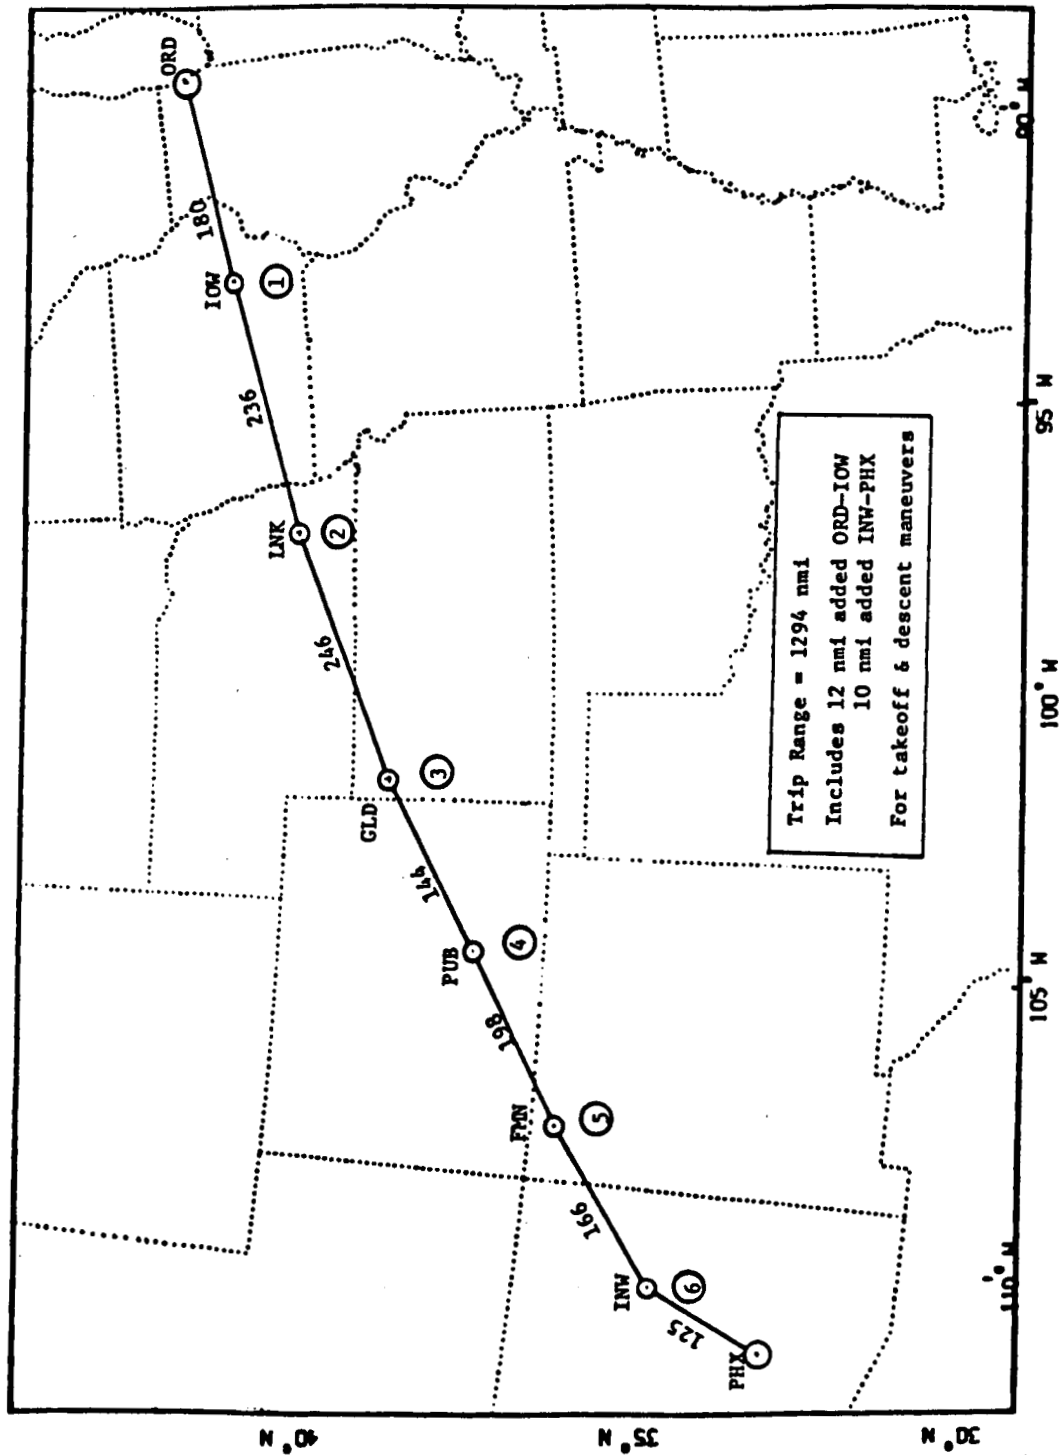 ORD
180
IOW
1
236
LNK
2
246
GLD
3
144
PUB
4
198
FMN
5
166
INW
6
125
PHX
Trip Range = 1294 nmi
Includes 12 nmi added ORD-IOW
10 nmi added INW-PHX
For takeoff & descent maneuvers
40° N
35° N
30° N
110° W
105° W
100° W
95 W
90° W